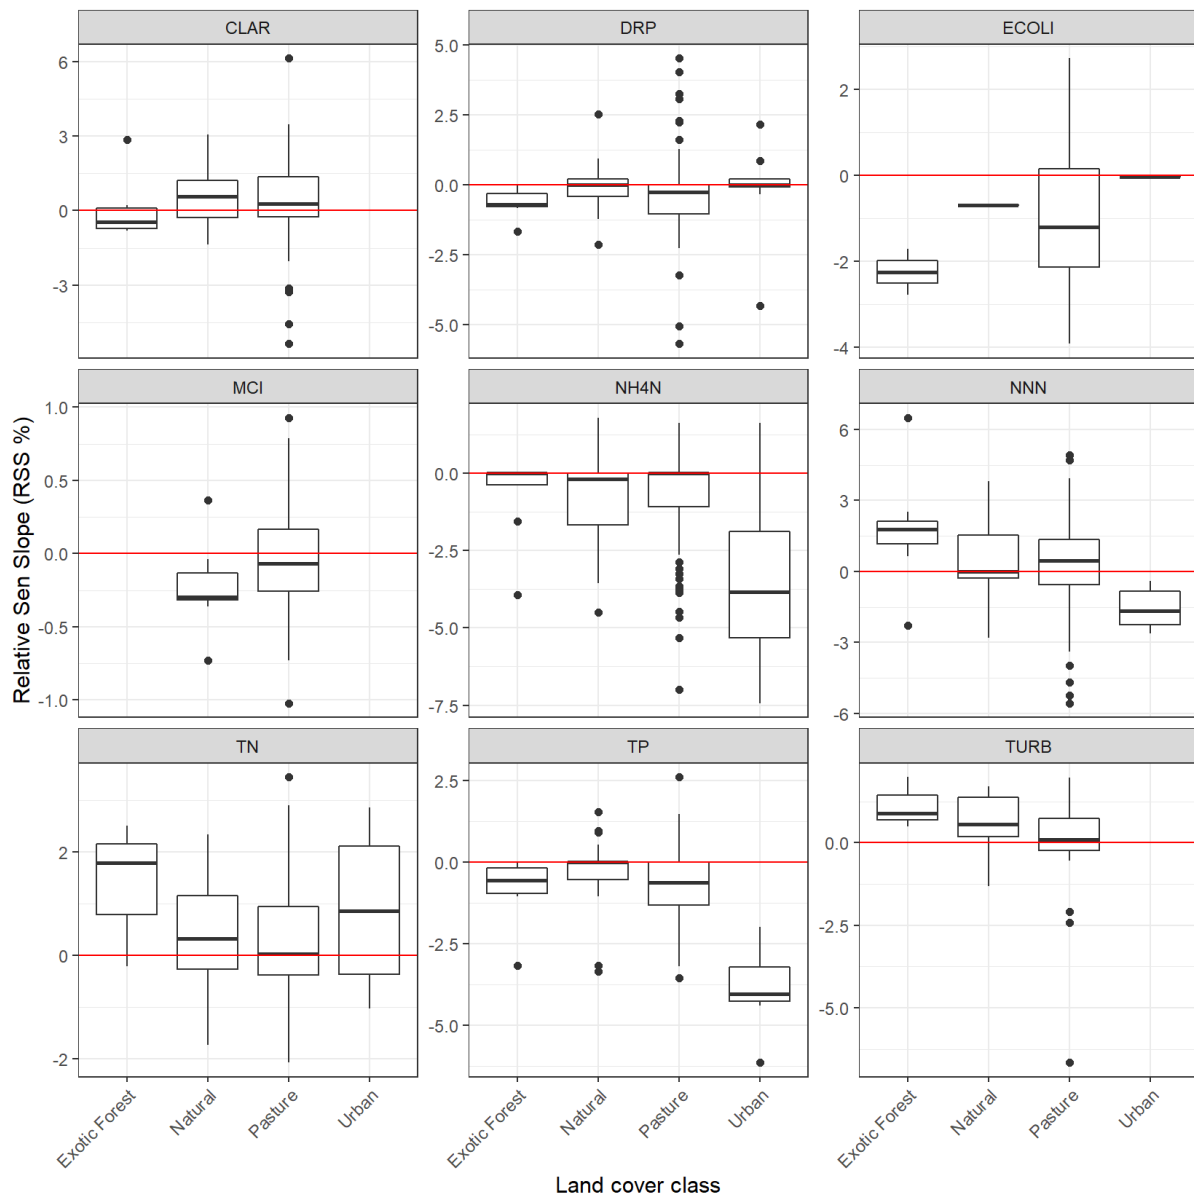 CLAR
DRP
ECOLI
6
3
0
-3
5.0
2.5
0.0
-2.5
-5.0
2
0
-2
-4
MCI
NH4N
NNN
1.0
0.5
0.0
-0.5
-1.0
0.0
-2.5
-5.0
-7.5
6
3
0
-3
-6
TN
TP
TURB
2
0
-2
2.5
0.0
-2.5
-5.0
0.0
-2.5
-5.0
Relative Sen Slope (RSS %)
Exotic Forest
Natural
Pasture
Urban
Exotic Forest
Natural
Pasture
Urban
Exotic Forest
Natural
Pasture
Urban
Land cover class